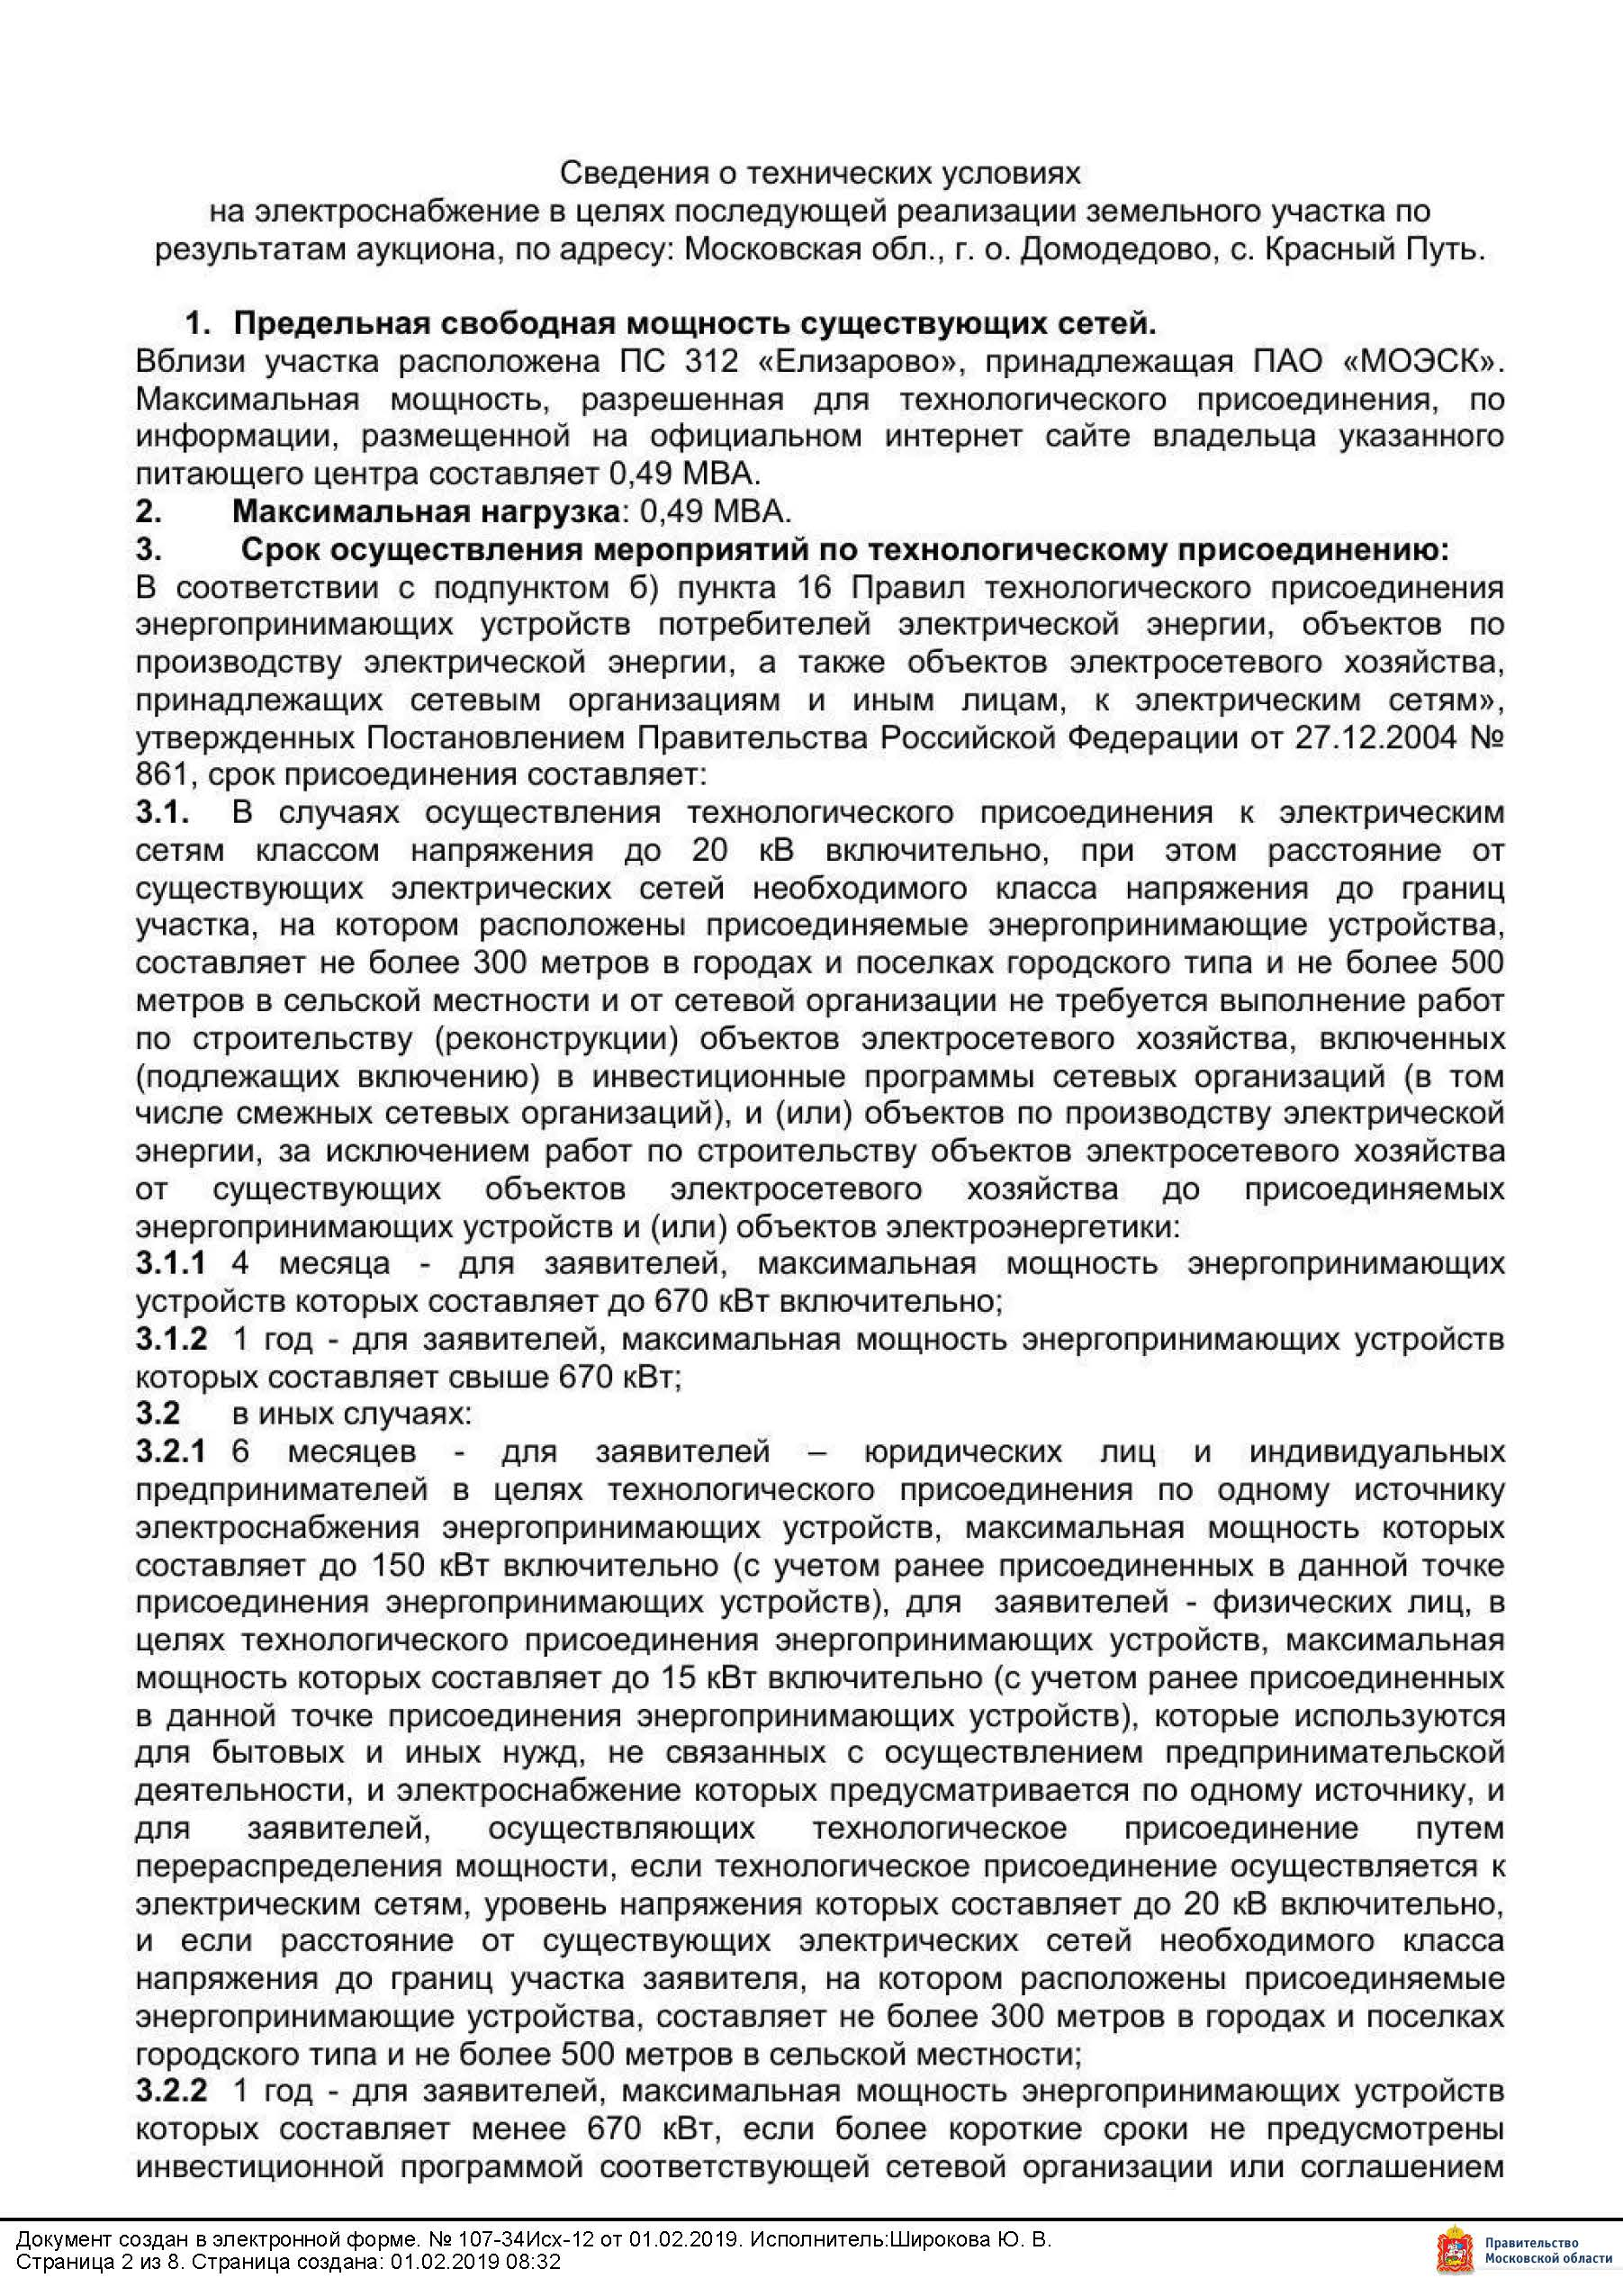 Сведения о технических условиях
на электроснабжение в целях последующей реализации земельного участка по
результатам аукциона, по адресу: Московская обл., г. о. Домодедово, с. Красный Путь.
1. Предельная свободная мощность существующих сетей.
Вблизи участка расположена ПС 312 «Елизарово», принадлежащая ПАО «МОЭСК».
Максимальная мощность, разрешенная для технологического присоединения, по
информации, размещенной на официальном интернет сайте владельца указанного
питающего центра составляет 0,49 МВА.
2. Максимальная нагрузка: 0,49 МВА.
3. Срок осуществления мероприятий по технологическому присоединению:
В соответствии с подпунктом б) пункта 16 Правил технологического присоединения
энергопринимающих устройств потребителей электрической энергии, объектов по
производству электрической энергии, а также объектов электросетевого хозяйства,
принадлежащих сетевым организациям и иным лицам, к электрическим сетям»,
утвержденных Постановлением Правительства Российской Федерации от 27.12.2004 №
861, срок присоединения составляет:
3.1. В случаях осуществления технологического присоединения к электрическим
сетям классом напряжения до 20 кВ включительно, при этом расстояние от
существующих электрических сетей необходимого класса напряжения до границ
участка, на котором расположены присоединяемые энергопринимающие устройства,
составляет не более 300 метров в городах и поселках городского типа и не более 500
метров в сельской местности и от сетевой организации не требуется выполнение работ
по строительству (реконструкции) объектов электросетевого хозяйства, включенных
(подлежащих включению) в инвестиционные программы сетевых организаций (в том
числе смежных сетевых организаций), и (или) объектов по производству электрической
энергии, за исключением работ по строительству объектов электросетевого хозяйства
от существующих объектов электросетевого хозяйства до присоединяемых
энергопринимающих устройств и (или) объектов электроэнергетики:
3.1.1 4 месяца - для заявителей, максимальная мощность энергопринимающих
устройств которых составляет до 670 кВт включительно;
3.1.2 1 год - для заявителей, максимальная мощность энергопринимающих устройств
которых составляет свыше 670 кВт;
3.2 в иных случаях:
3.2.1 6 месяцев - для заявителей – юридических лиц и индивидуальных
предпринимателей в целях технологического присоединения по одному источнику
электроснабжения энергопринимающих устройств, максимальная мощность которых
составляет до 150 кВт включительно (с учетом ранее присоединенных в данной точке
присоединения энергопринимающих устройств), для заявителей - физических лиц, в
целях технологического присоединения энергопринимающих устройств, максимальная
мощность которых составляет до 15 кВт включительно (с учетом ранее присоединенных
в данной точке присоединения энергопринимающих устройств), которые используются
для бытовых и иных нужд, не связанных с осуществлением предпринимательской
деятельности, и электроснабжение которых предусматривается по одному источнику, и
для заявителей, осуществляющих технологическое присоединение путем
перераспределения мощности, если технологическое присоединение осуществляется к
электрическим сетям, уровень напряжения которых составляет до 20 кВ включительно,
и если расстояние от существующих электрических сетей необходимого класса
напряжения до границ участка заявителя, на котором расположены присоединяемые
энергопринимающие устройства, составляет не более 300 метров в городах и поселках
городского типа и не более 500 метров в сельской местности;
3.2.2 1 год - для заявителей, максимальная мощность энергопринимающих устройств
которых составляет менее 670 кВт, если более короткие сроки не предусмотрены
инвестиционной программой соответствующей сетевой организации или соглашением
Документ создан в электронной форме. № 107-34Исх-12 от 01.02.2019. Исполнитель:Широкова Ю. В.
Страница 2 из 8. Страница создана: 01.02.2019 08:32
Правительство
Московской области